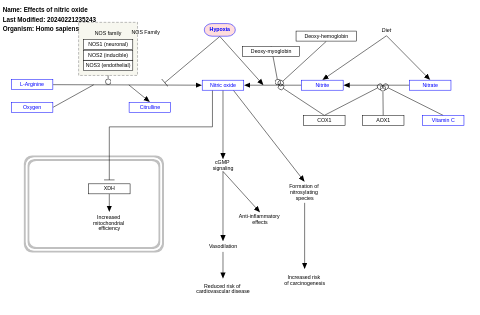 Name: Effects of nitric oxide
Last Modified: 20240221235243
Organism: Homo sapiens
NOS family
NOS Family
NOS1 (neuronal)
NOS2 (inducible)
NOS3 (endothelial)
Hypoxia
Deoxy-hemoglobin
Diet
Deoxy-myoglobin
L-Arginine
Nitric oxide
Nitrite
Nitrate
Oxygen
Citrulline
COX1
AOX1
Vitamin C
cGMP
signaling
XDH
Formation of
nitrosylating
species
Increased
mitochondrial
efficiency
Anti-inflammatory
effects
Vasodilation
Increased risk
of carcinogenesis
Reduced risk of
cardiovascular disease